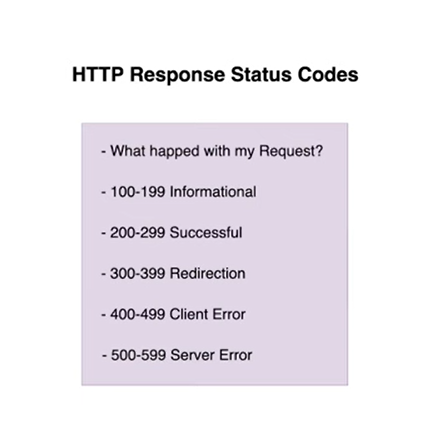 HTTP Response Status Codes
- What happed with my Request?
- 100-199 Informational
- 200-299 Successful
- 300-399 Redirection
- 400-499 Client Error
- 500-599 Server Error